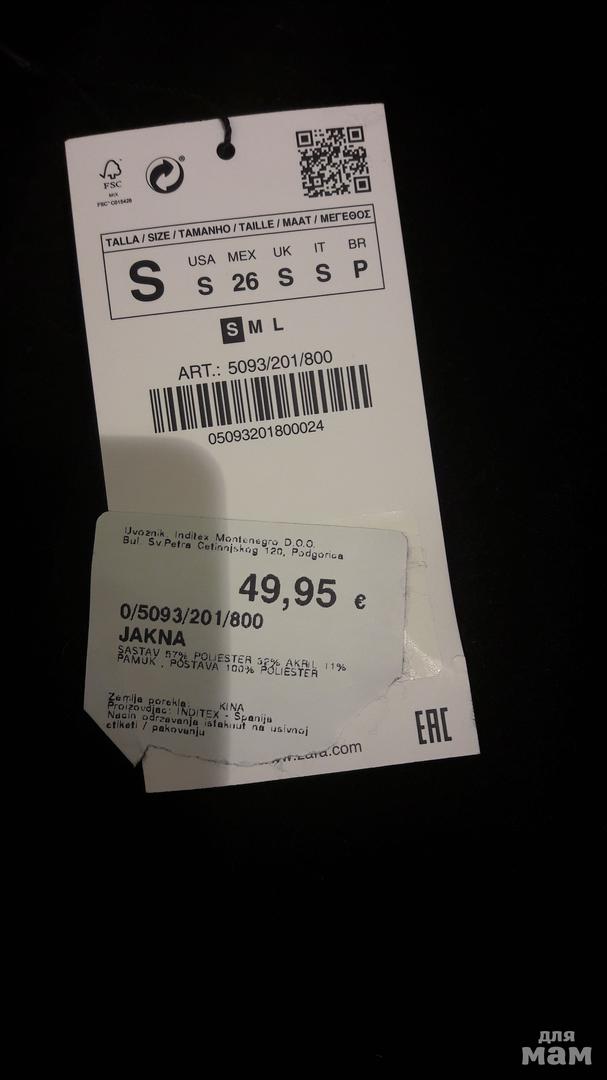 FSC
MIX
FSC® C015428
®
TALLA / SIZE / TAMANHO / TAILLE / MAAT / ΜΕΓΕΘΟΣ
S
USA MEX UK IT BR
S 26 S S P
S M L
ART.: 5093/201/800
05093201800024
Uvoznik Inditex Montenegro D.O.O.
Bul. Sv.Petra Cetinnjskog 120, Podgorica
49,95 €
0/5093/201/800
JAKNA
SASTAV 57% POLIESTER 32% AKRIL 11%
PAMUK . POSTAVA 100% POLIESTER
Zemlja porekla: KINA
Proizvodjac: INDITEX - Spanija
Nacin odrzavanja istaknut na usivnoj
etiketi / pakovanju
.zara.com
EAC
для
мам